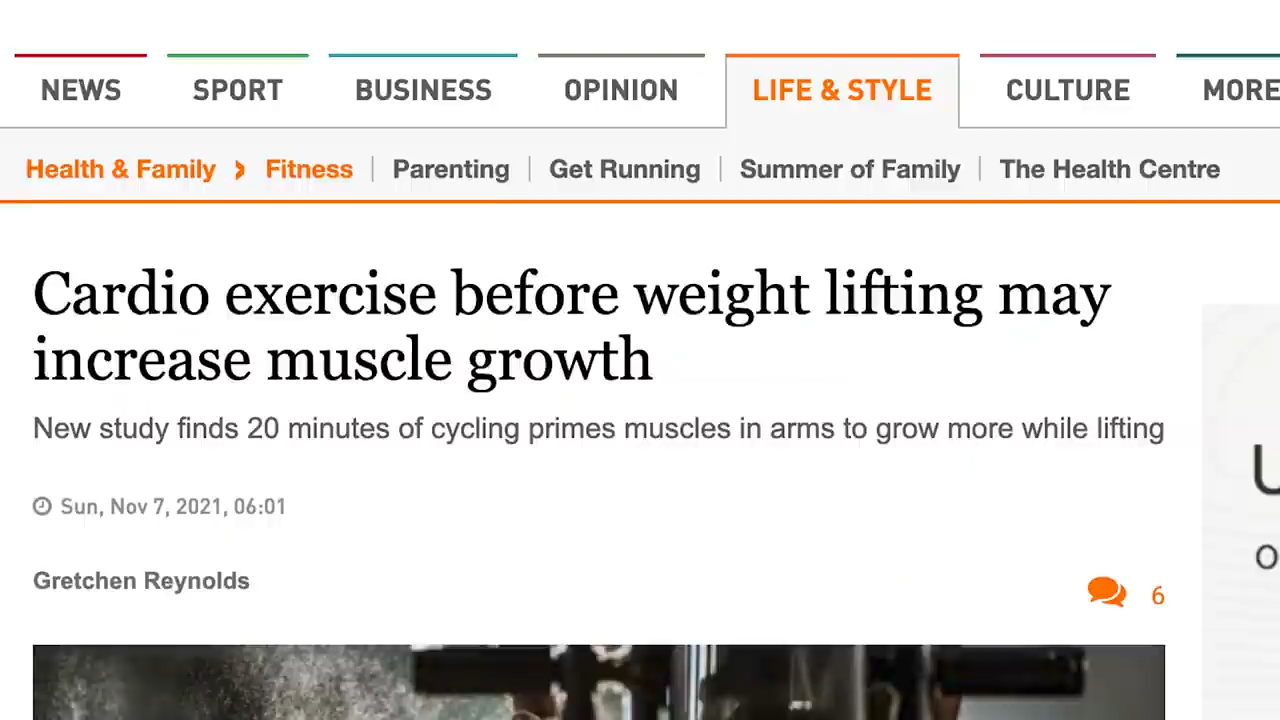 NEWS SPORT BUSINESS OPINION LIFE & STYLE CULTURE MORE
Health & Family › Fitness | Parenting | Get Running | Summer of Family | The Health Centre
Cardio exercise before weight lifting may
increase muscle growth
New study finds 20 minutes of cycling primes muscles in arms to grow more while lifting
Sun, Nov 7, 2021, 06:01
Gretchen Reynolds
6